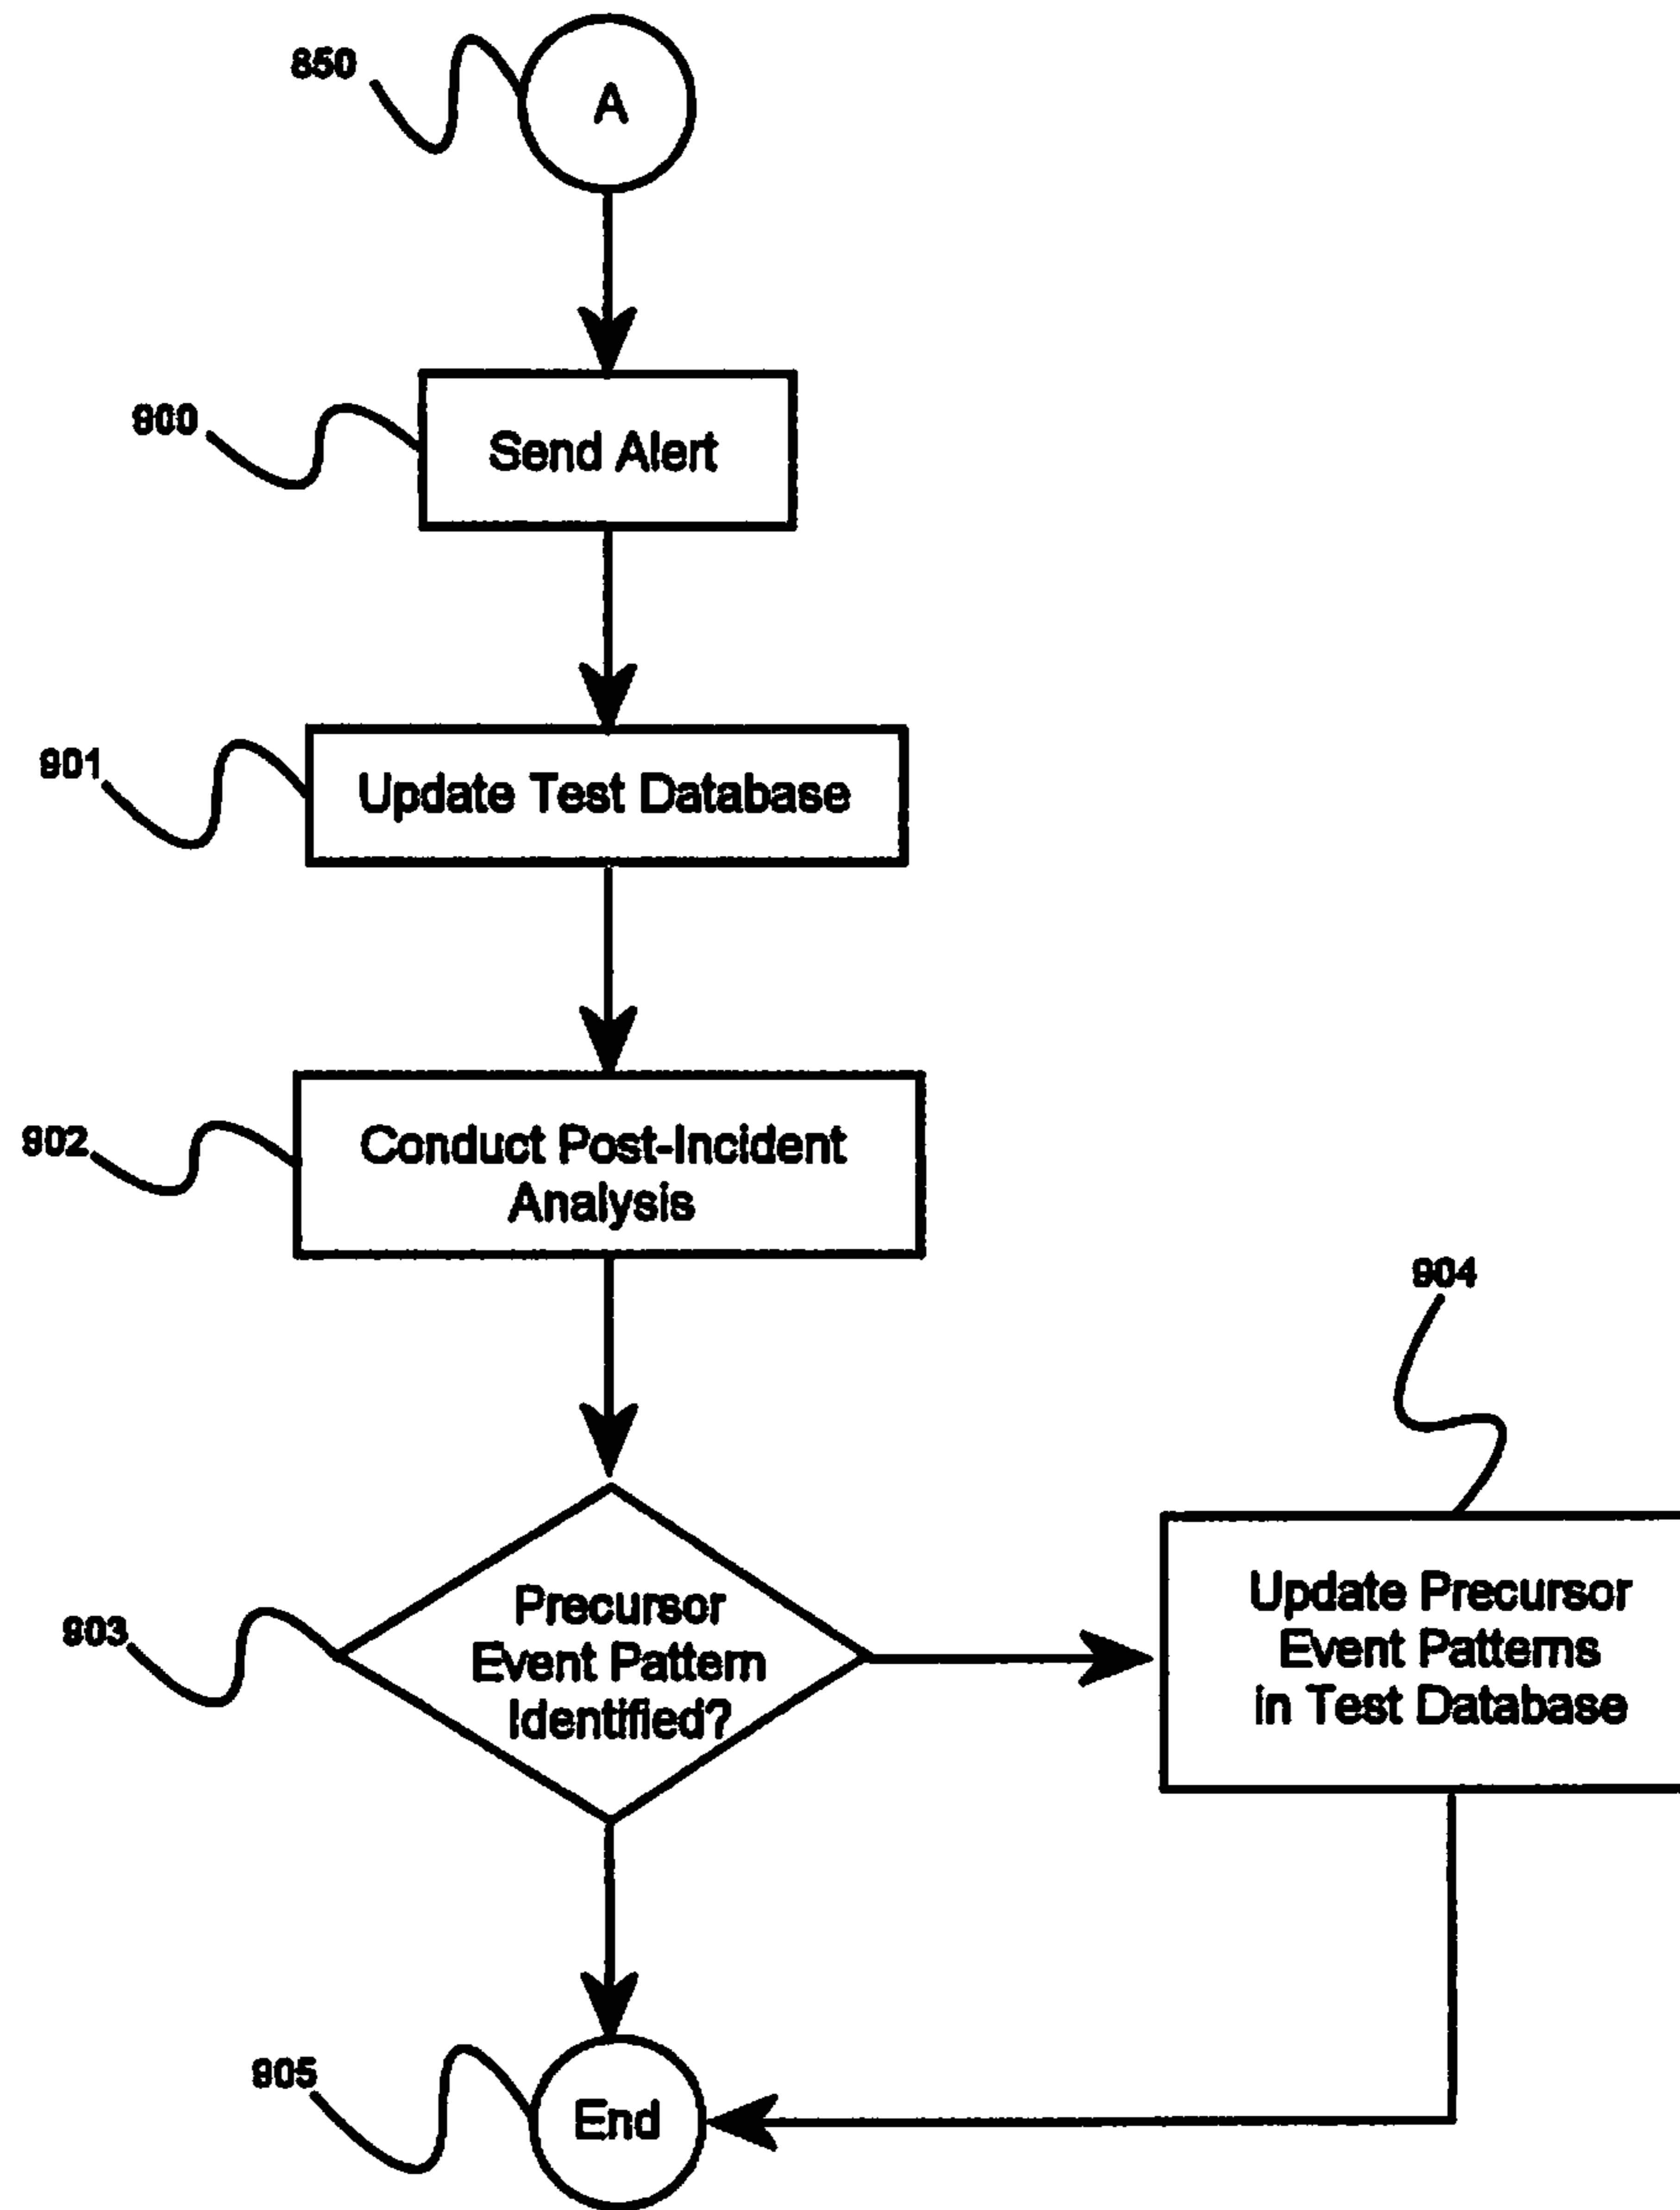 850
A
900
Send Alert
901
Update Test Database
902
Conduct Post-Incident
Analysis
904
903
Precursor
Event Pattern
Identified?
Update Precursor
Event Patterns
in Test Database
905
End